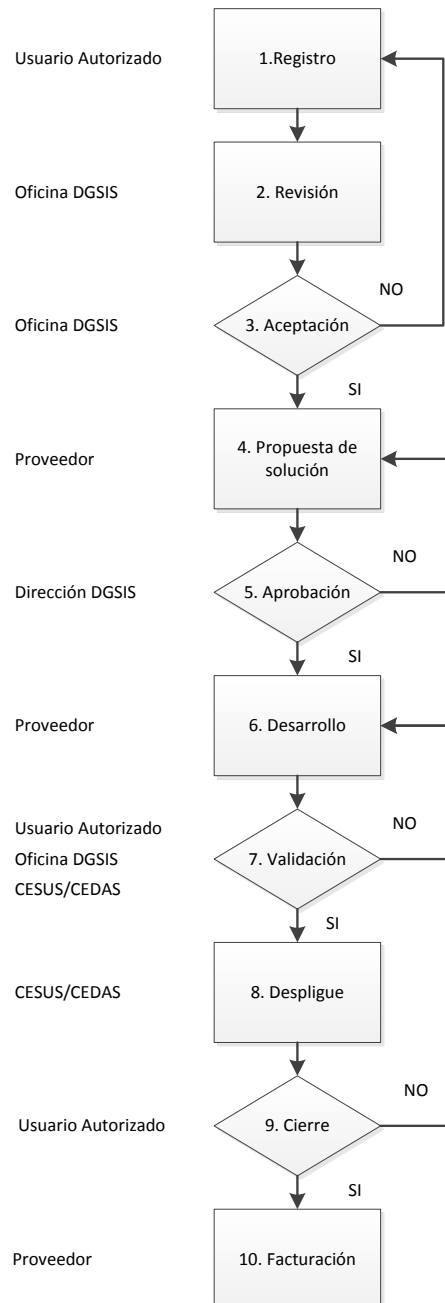 Usuario Autorizado
1.Registro
Oficina DGSIS
2. Revisión
NO
Oficina DGSIS
3. Aceptación
SI
Proveedor
4. Propuesta de
solución
NO
Dirección DGSIS
5. Aprobación
SI
Proveedor
6. Desarrollo
Usuario Autorizado
NO
Oficina DGSIS
7. Validación
CESUS/CEDAS
SI
CESUS/CEDAS
8. Despligue
NO
Usuario Autorizado
9. Cierre
SI
Proveedor
10. Facturación